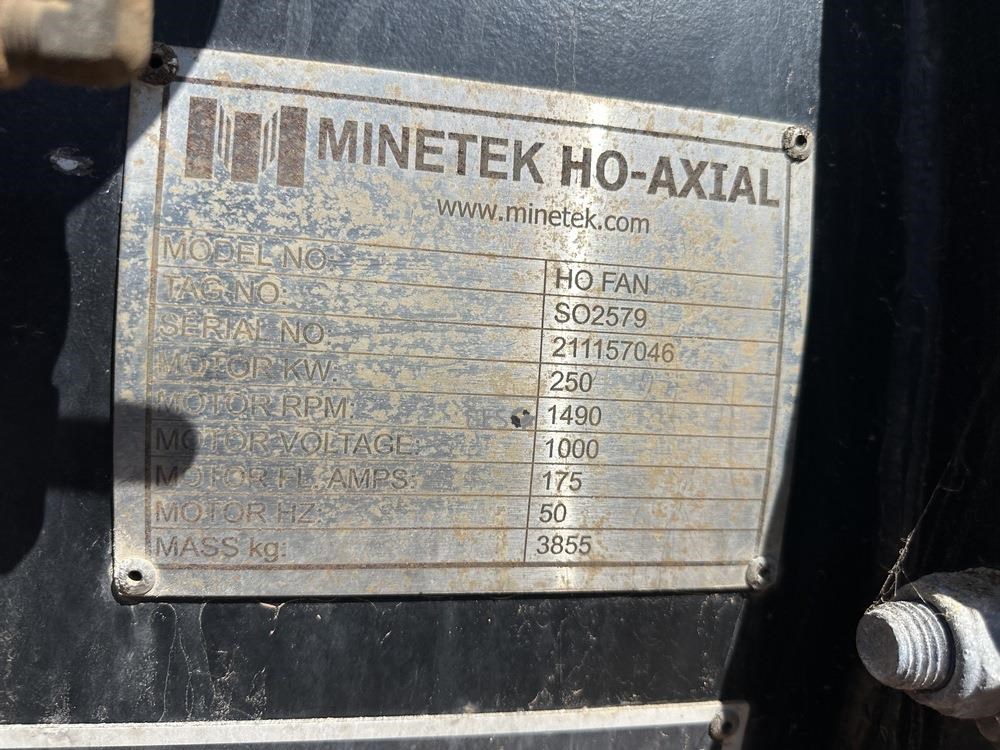 MINETEK HO-AXIAL
www.minetek.com
MODEL NO: HO FAN
TAG NO: SO2579
SERIAL NO. 211157046
MOTOR KW: 250
MOTOR RPM: 1490
MOTOR VOLTAGE: 1000
MOTOR FL. AMPS: 175
MOTOR HZ: 50
MASS kg: 3855